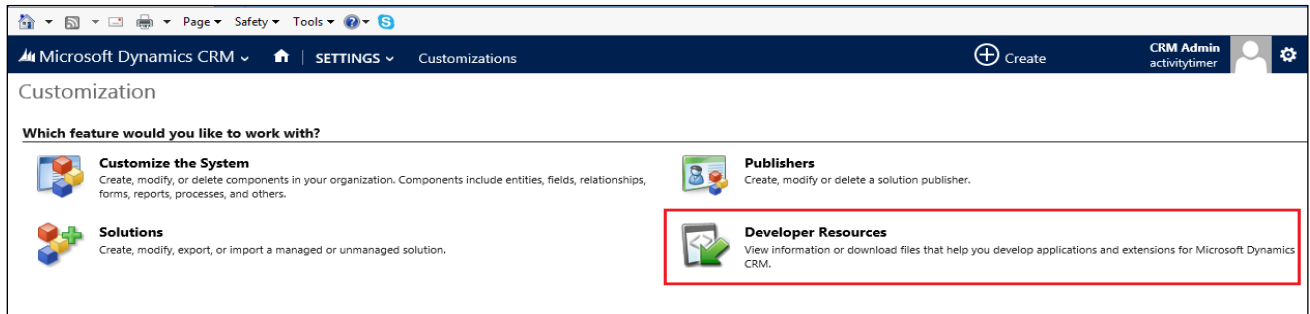 Page Safety Tools
Microsoft Dynamics CRM | SETTINGS Customizations Create CRM Admin
activitytimer
Customization
Which feature would you like to work with?
Customize the System
Create, modify, or delete components in your organization. Components include entities, fields, relationships,
forms, reports, processes, and others.
Publishers
Create, modify or delete a solution publisher.
Solutions
Create, modify, export, or import a managed or unmanaged solution.
Developer Resources
View information or download files that help you develop applications and extensions for Microsoft Dynamics
CRM.